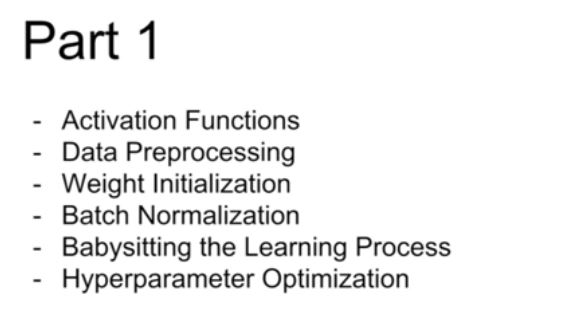 Part 1
- Activation Functions
- Data Preprocessing
- Weight Initialization
- Batch Normalization
- Babysitting the Learning Process
- Hyperparameter Optimization